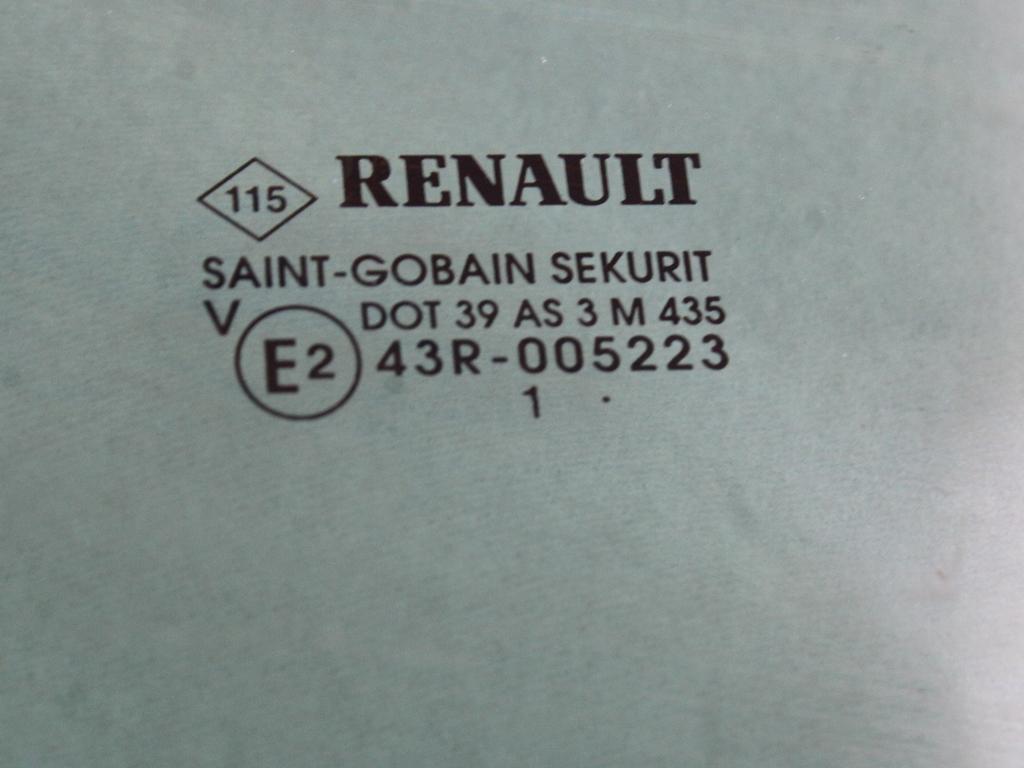 115 RENAULT
SAINT-GOBAIN SEKURIT
V DOT 39 AS 3 M 435
E2 43R-005223
1 .